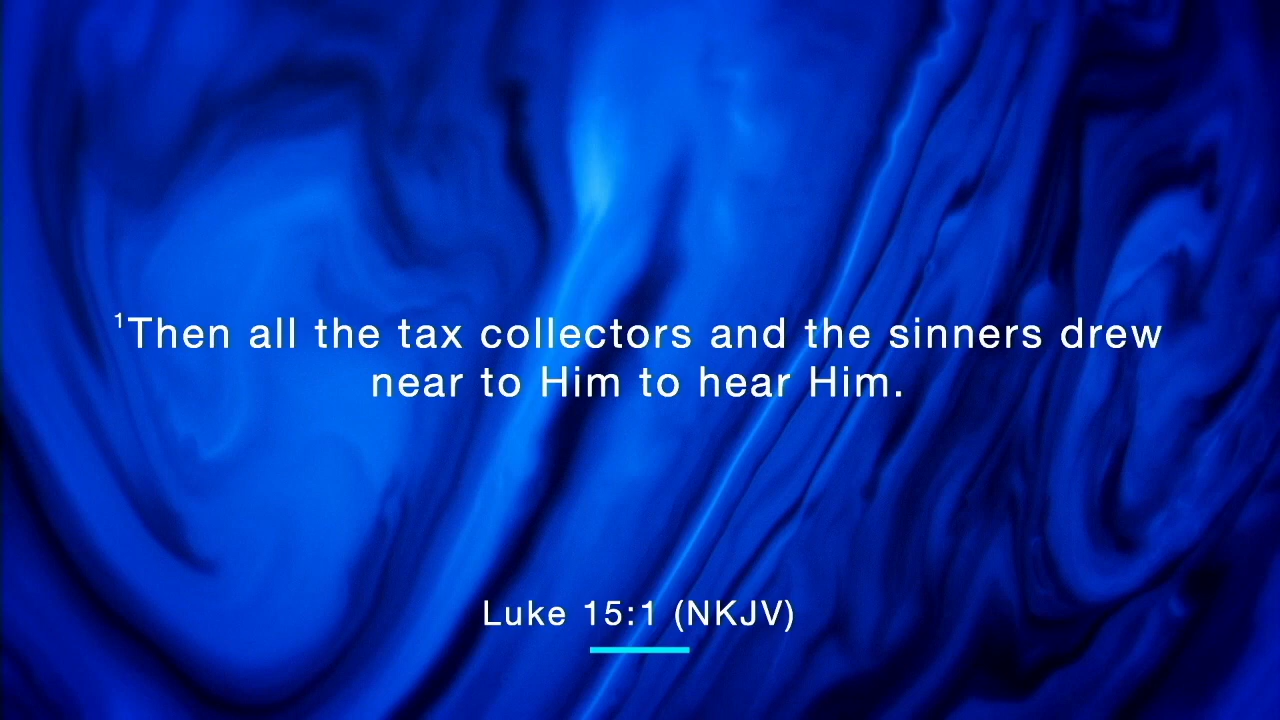 ¹Then all the tax collectors and the sinners drew
near to Him to hear Him.
Luke 15:1 (NKJV)